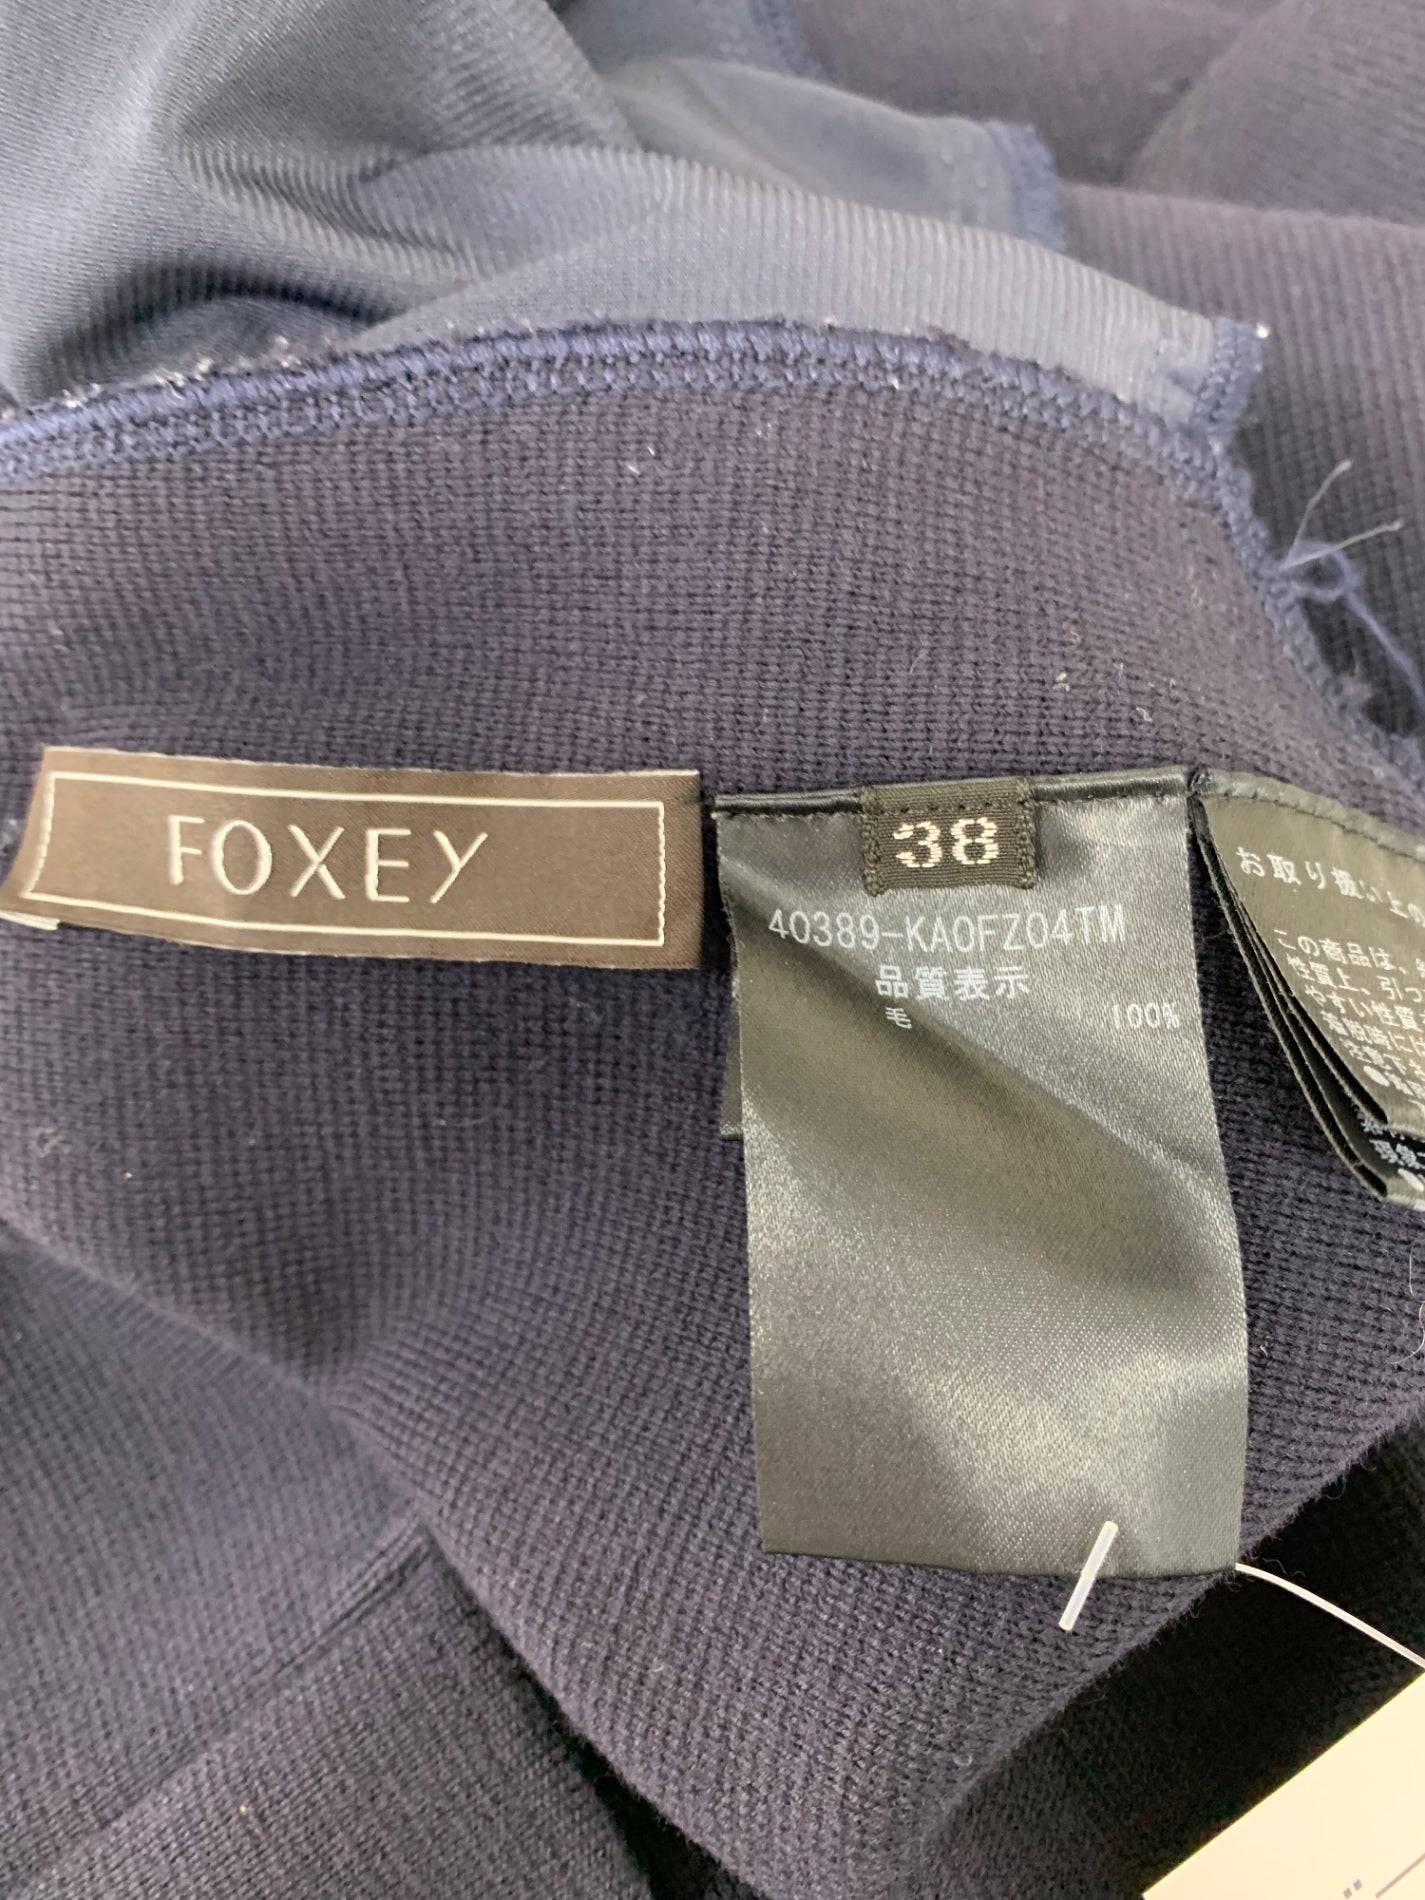 FOXEY
38
40389-KA0FZ04TM
品質表示
毛 100%
お取り扱い上の
この商品は、
性質上、引っ
やすい性質